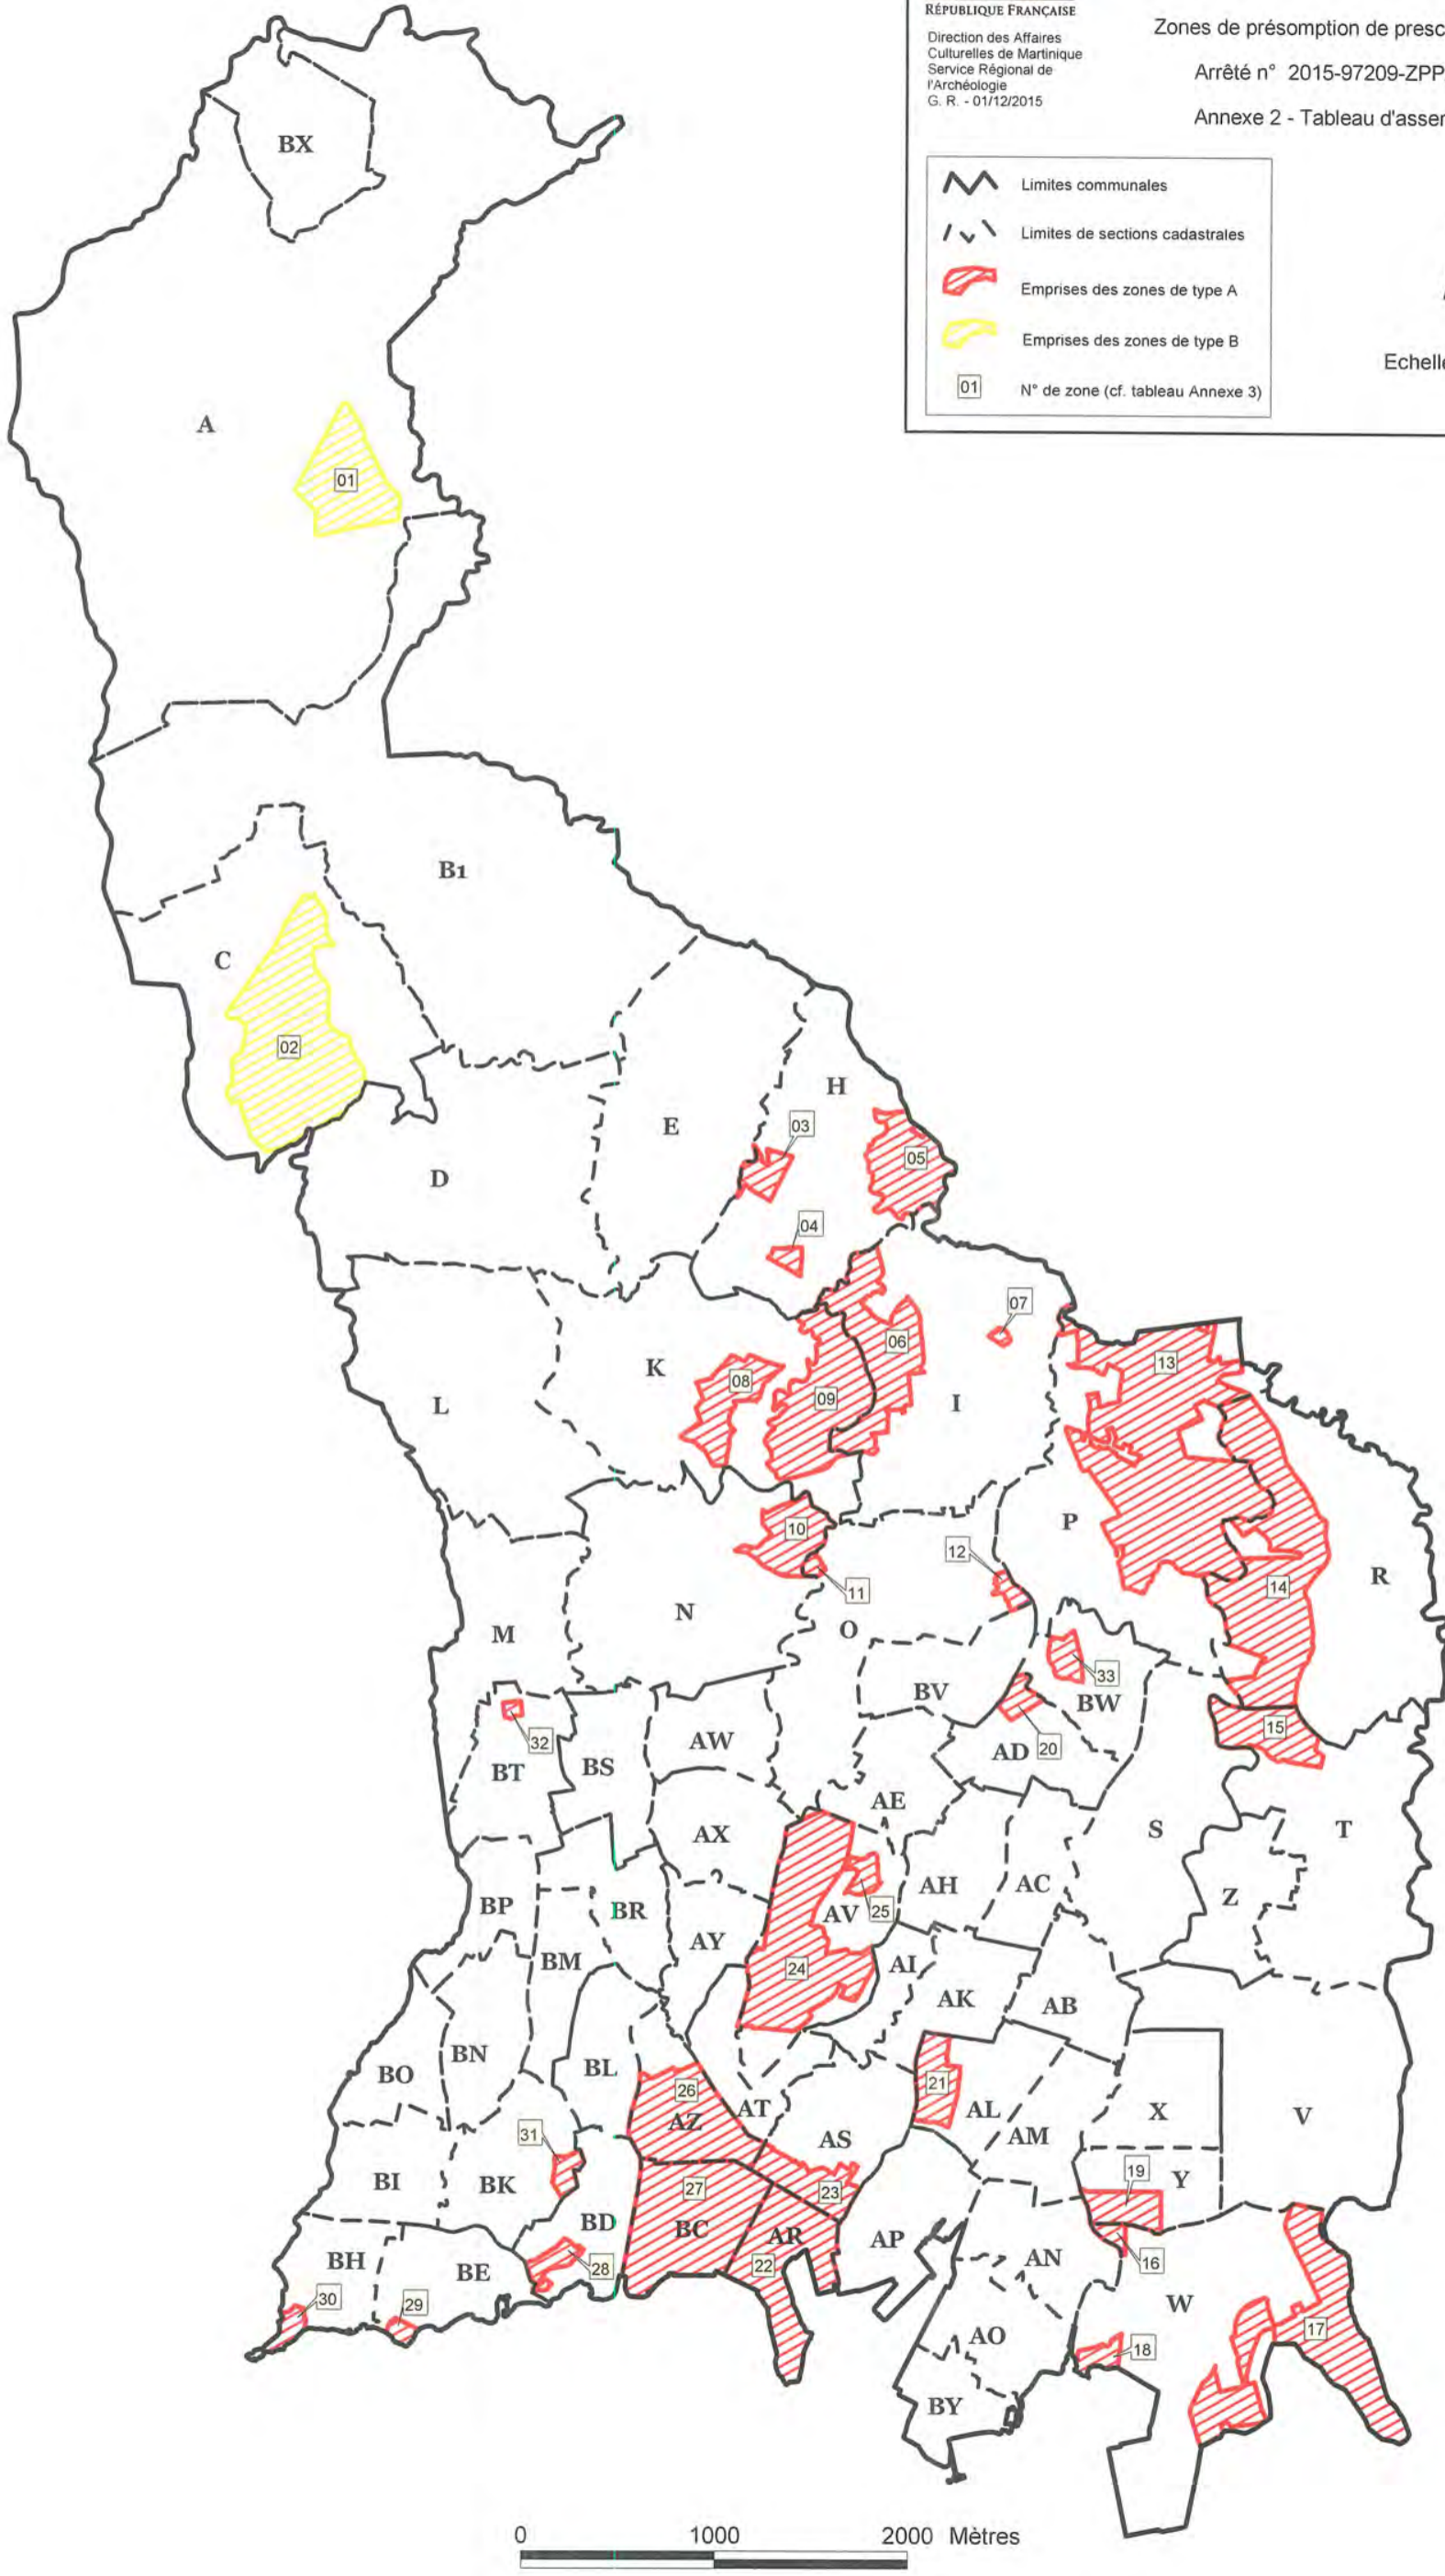 RÉPUBLIQUE FRANÇAISE
Direction des Affaires
Culturelles de Martinique
Service Régional de
l'Archéologie
G. R. - 01/12/2015
Zones de présomption de presc
Arrêté n° 2015-97209-ZPP
Annexe 2 - Tableau d'asse
Limites communales
Limites de sections cadastrales
Emprises des zones de type A
Emprises des zones de type B
01 N° de zone (cf. tableau Annexe 3)
Echelle
BX
A
01
B1
C
02
H
E
03
05
D
04
07
06
13
K
08
09
I
L
10
P
12
14
R
11
N
O
M
33
BV
BW
15
32
AW
AD 20
BS
BT
AE
AX
S
T
AH
AC
Z
BP
BR
25
AV
AY
BM
24
AI
AK
AB
BN
BL
BO
21
26
AT
AL
X
V
AZ
AM
31
AS
19
Y
BI
BK
27
23
BD
BC
AR
AP
AN
16
BH
BE
28
22
30
29
W
17
AO
18
BY
0 1000 2000 Mètres